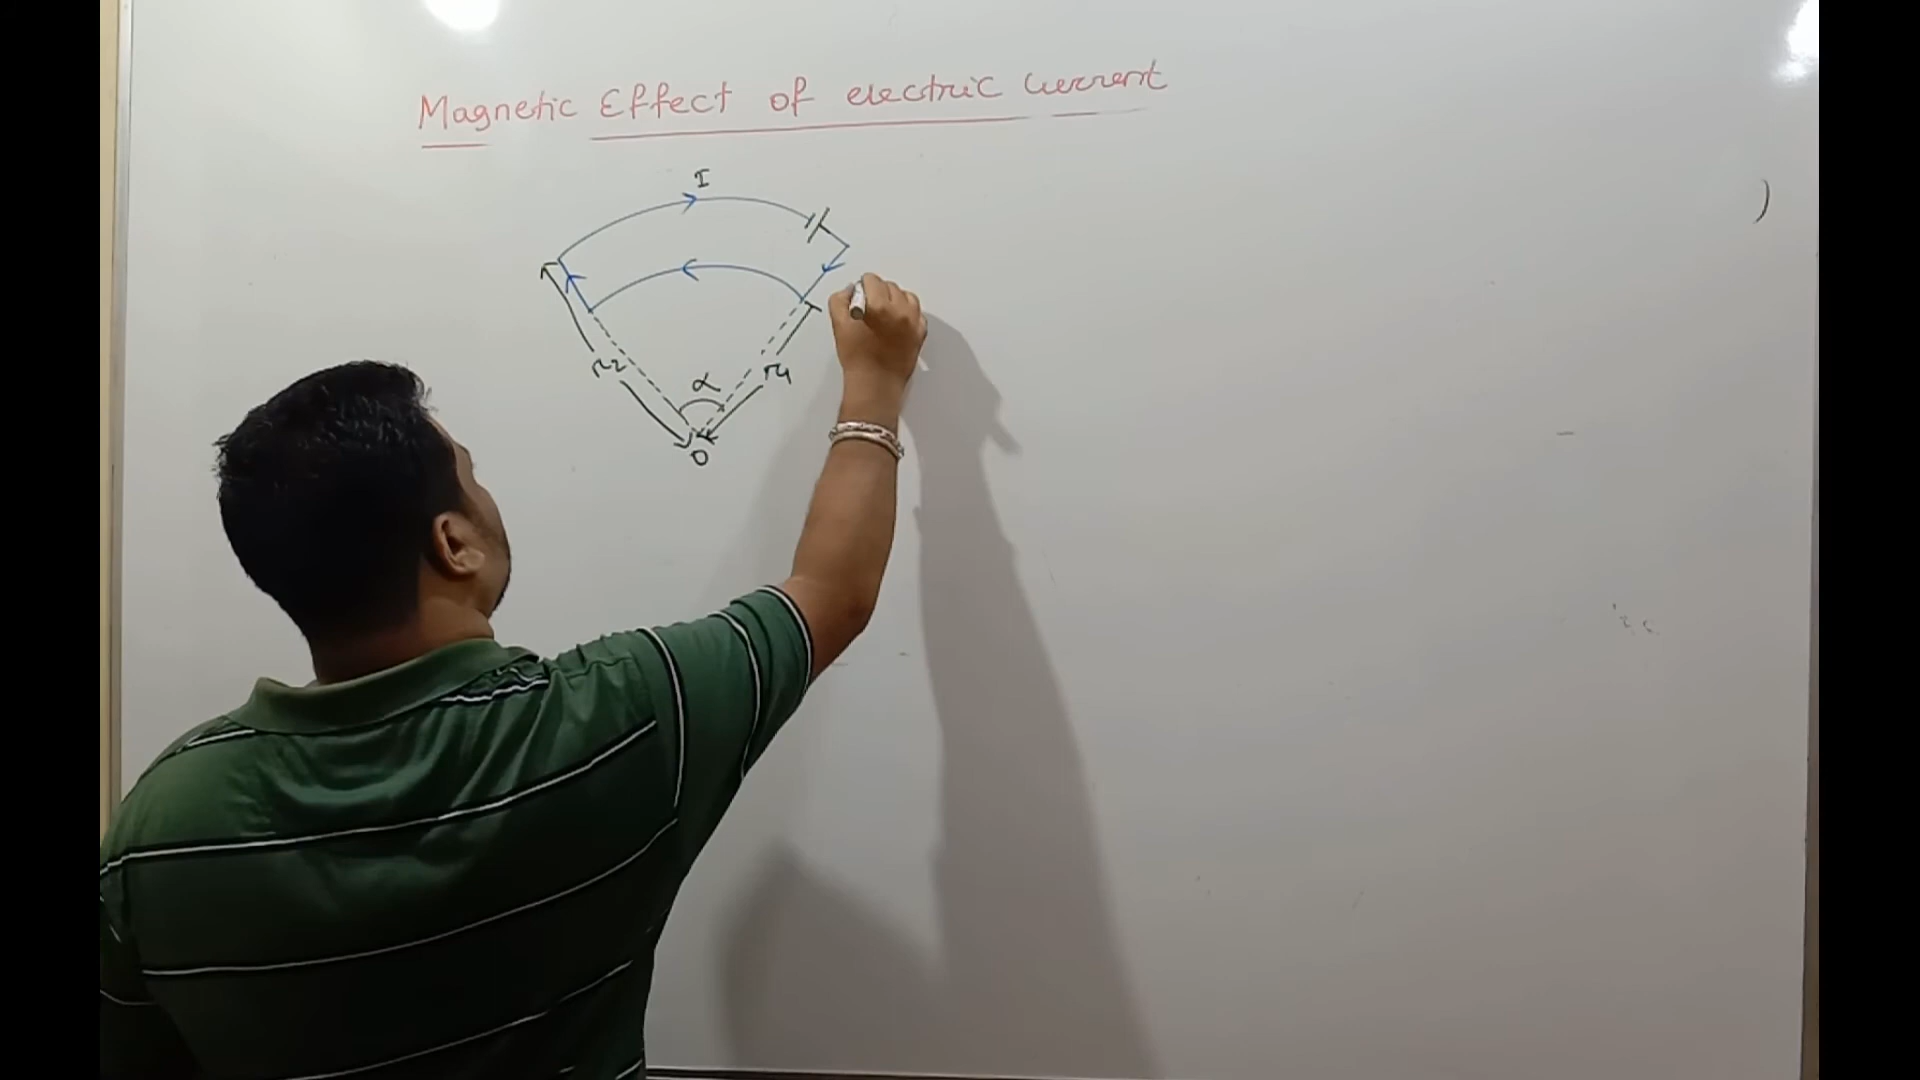 Magnetic Effect of electric Current
I
r2
α
r1
O
)